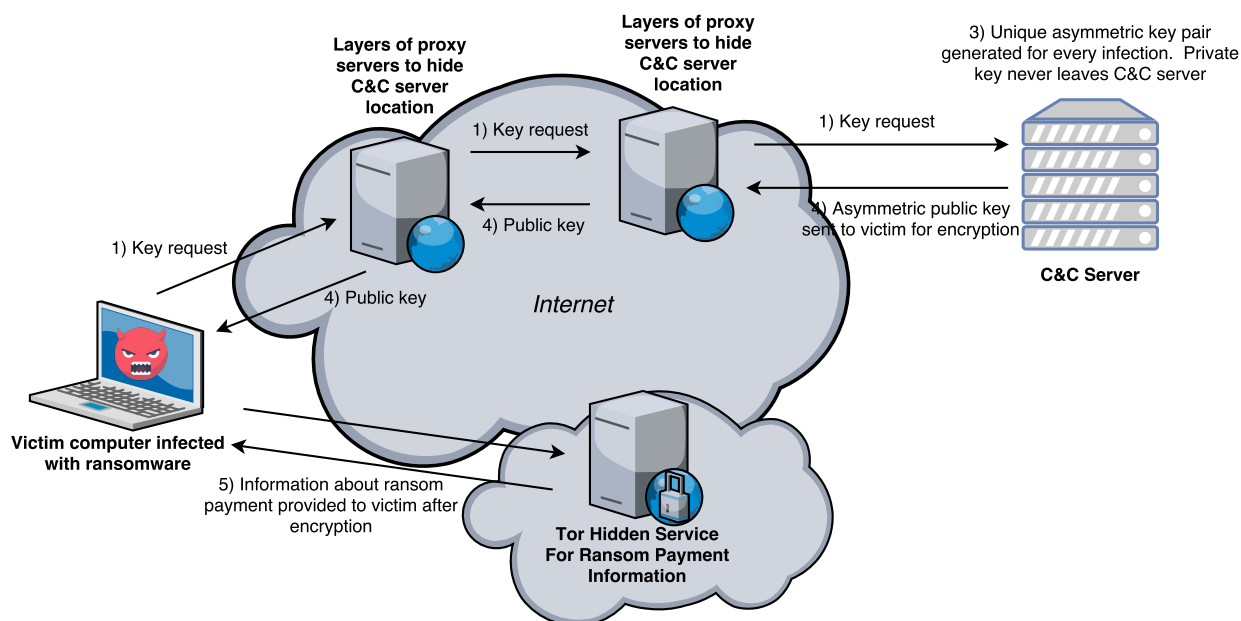 Layers of proxy
servers to hide
C&C server
location
Layers of proxy
servers to hide
C&C server
location
3) Unique asymmetric key pair
generated for every infection.  Private
key never leaves C&C server
1) Key request
1) Key request
4) Public key
4) Asymmetric public key
sent to victim for encryption
C&C Server
1) Key request
4) Public key
Internet
Victim computer infected
with ransomware
5) Information about ransom
payment provided to victim after
encryption
Tor Hidden Service
For Ransom Payment
Information